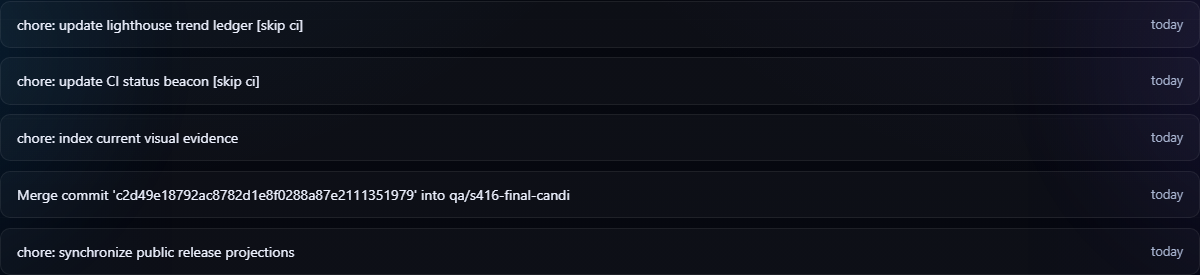 chore: update lighthouse trend ledger [skip ci] today
chore: update CI status beacon [skip ci] today
chore: index current visual evidence today
Merge commit 'c2d49e18792ac8782d1e8f0288a87e2111351979' into qa/s416-final-candi today
chore: synchronize public release projections today